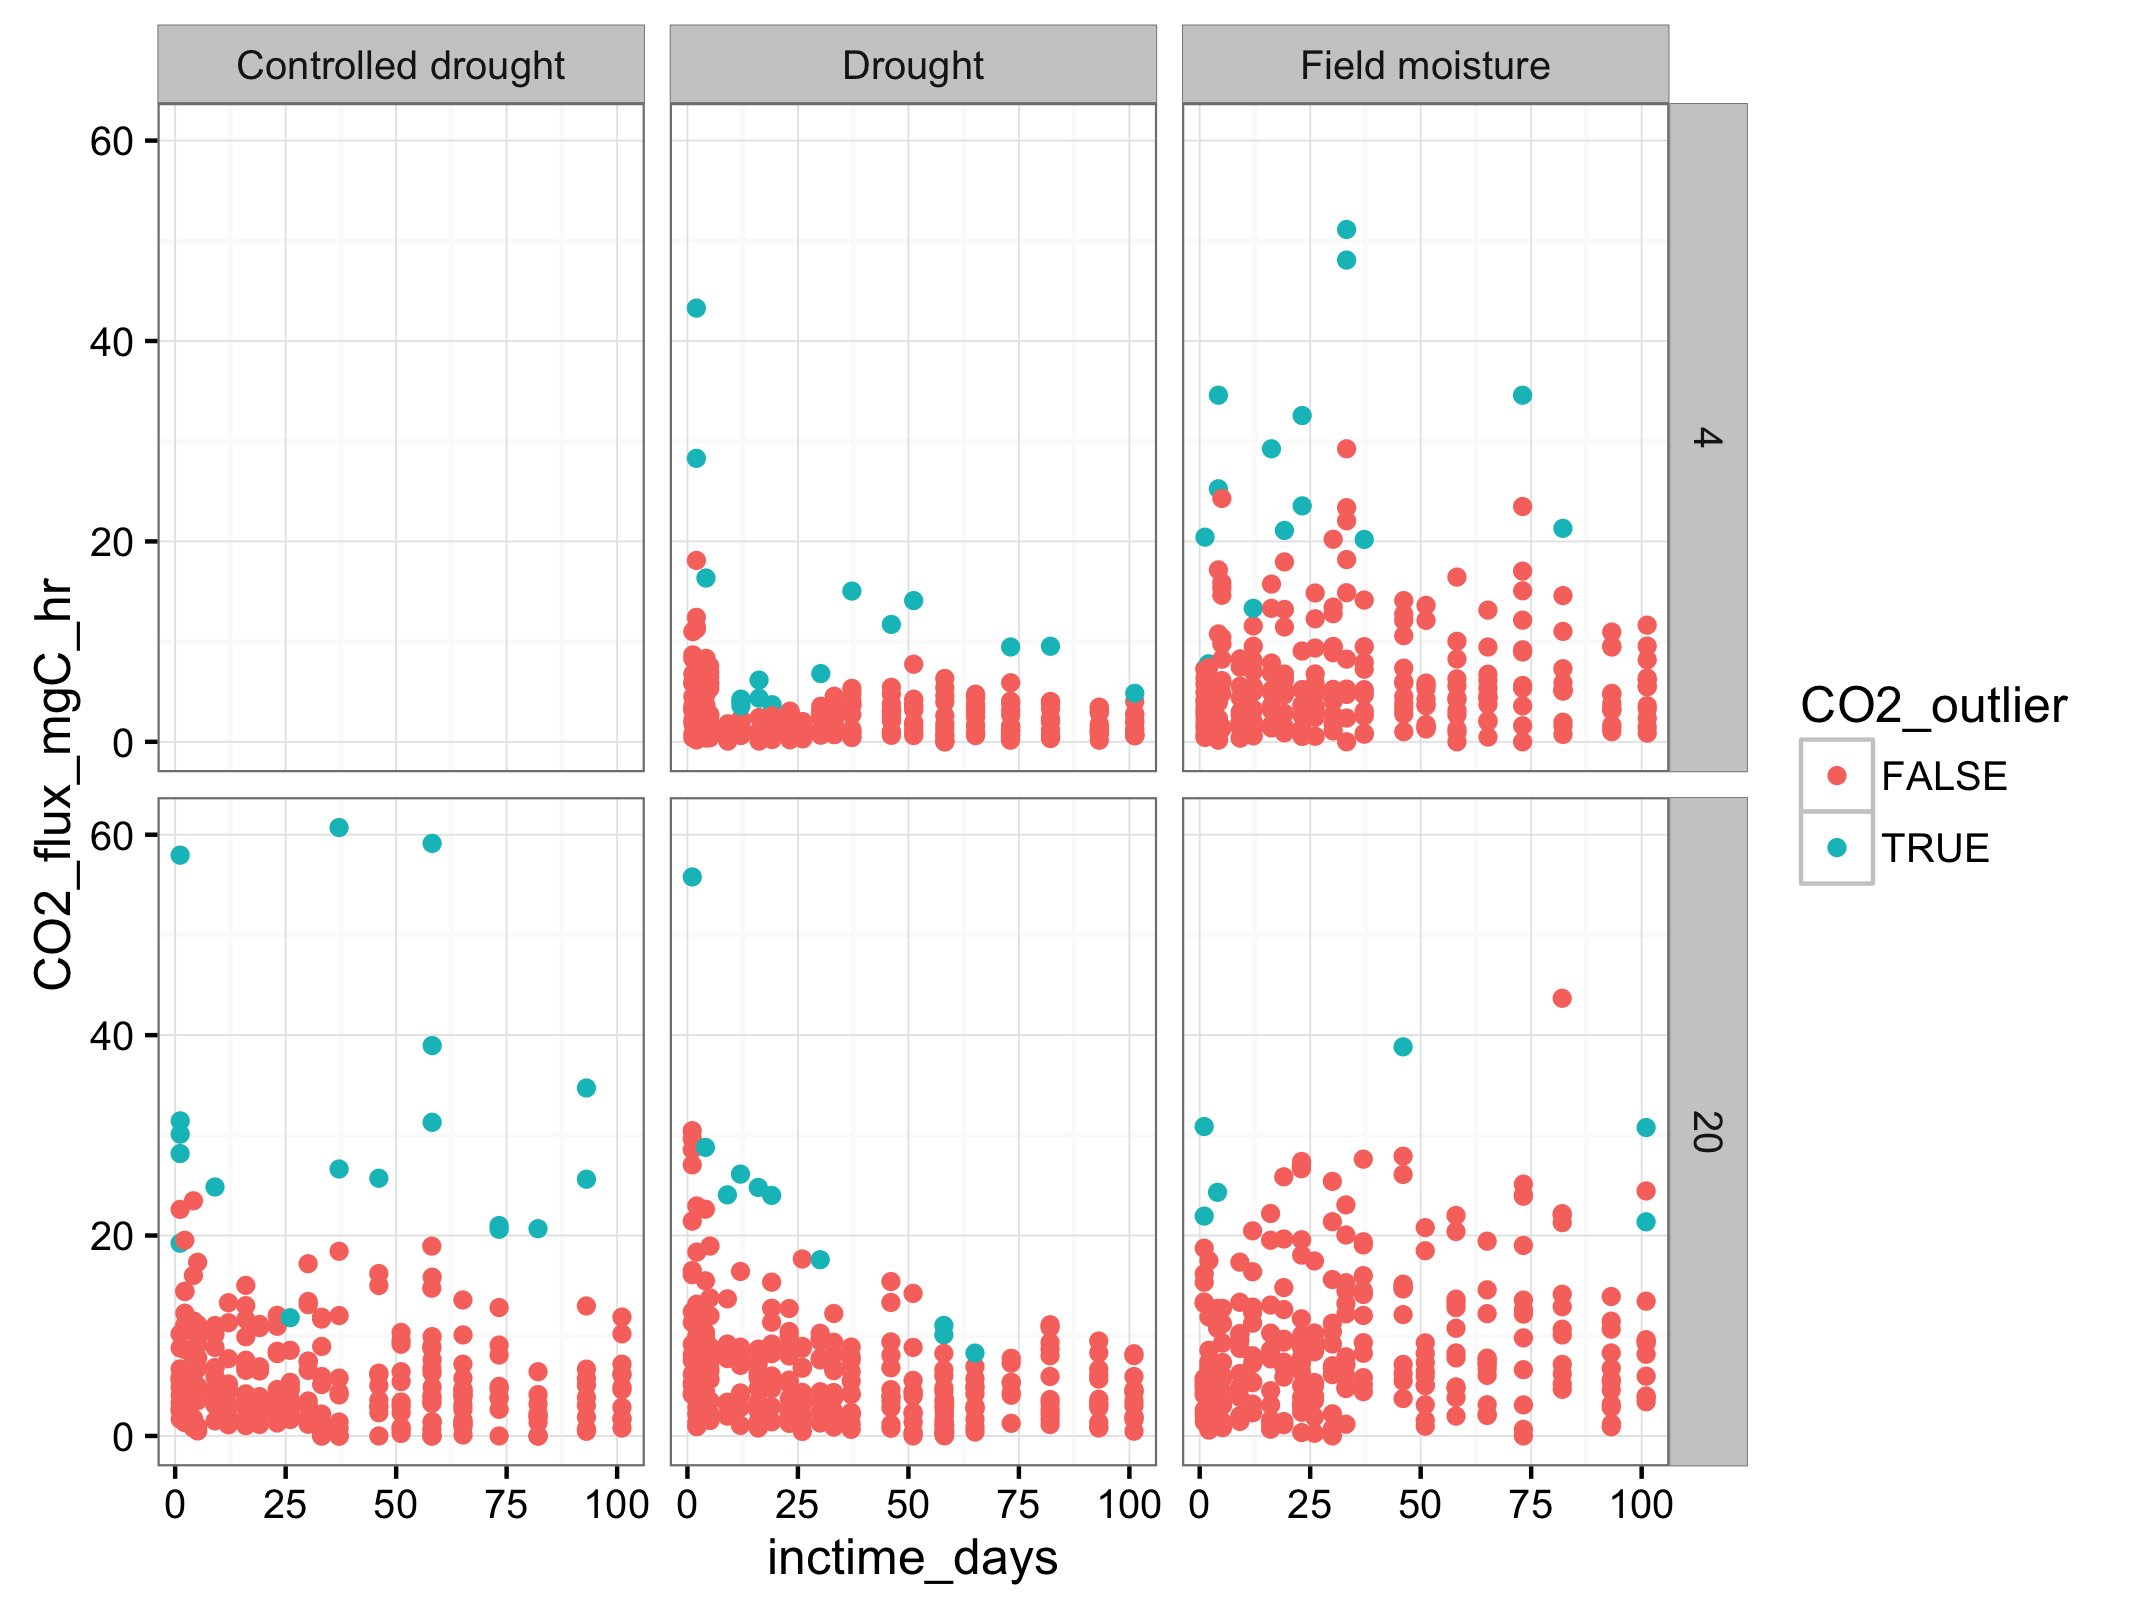 Controlled drought
Drought
Field moisture
60
40
20
0
4
60
40
20
0
20
0 25 50 75 100
0 25 50 75 100
0 25 50 75 100
inctime_days
CO2_flux_mgC_hr
CO2_outlier
FALSE
TRUE